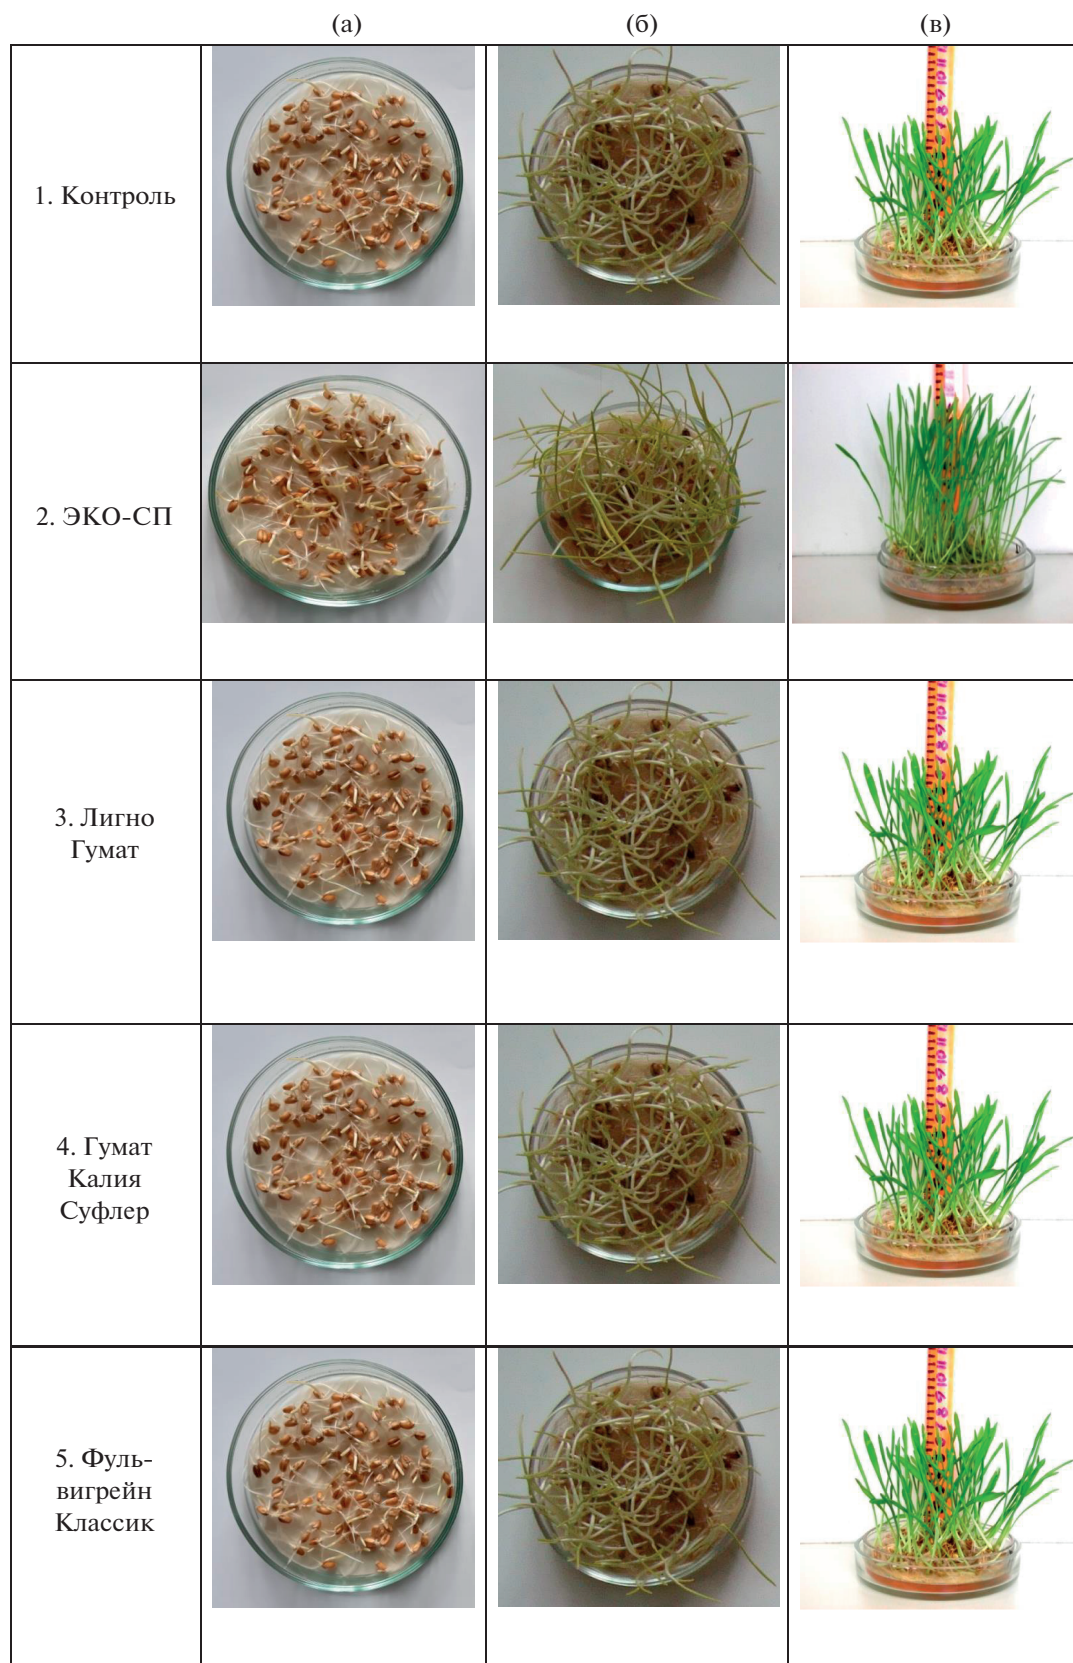 (а) (б) (в)
1. Контроль
2. ЭКО-СП
3. Лигно
Гумат
4. Гумат
Калия
Суфлер
5. Фуль-
вигрейн
Классик